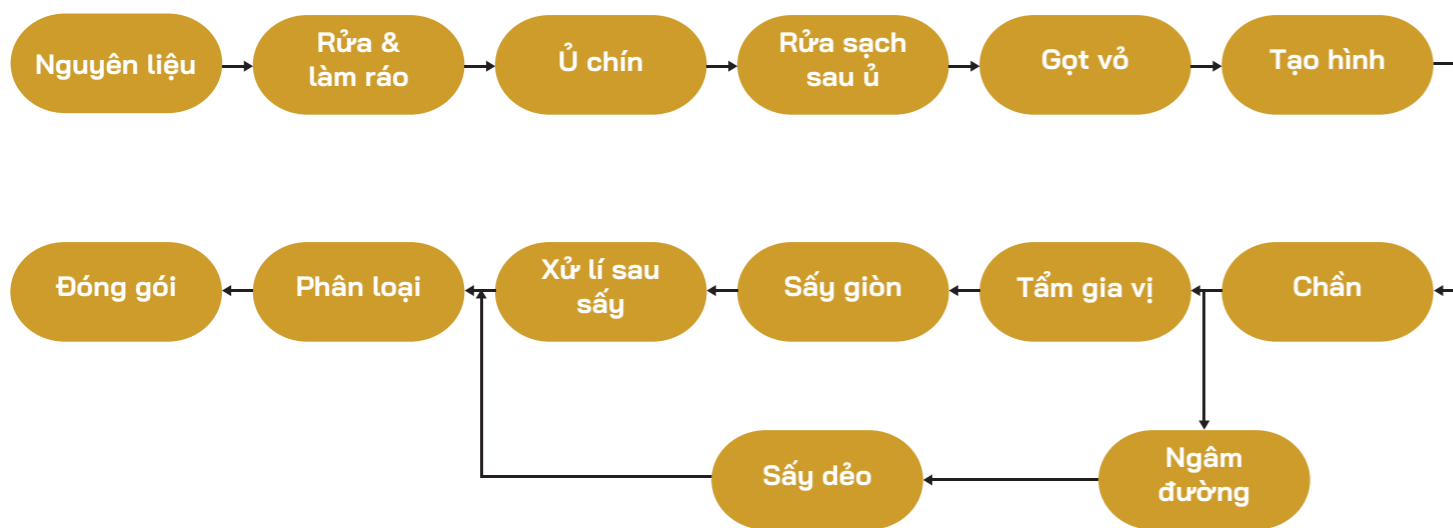 Nguyên liệu
Rửa &
làm ráo
Ủ chín
Rửa sạch
sau ủ
Gọt vỏ
Tạo hình
Đóng gói
Phân loại
Xử lí sau
sấy
Sấy giòn
Tẩm gia vị
Chần
Sấy dẻo
Ngâm
đường